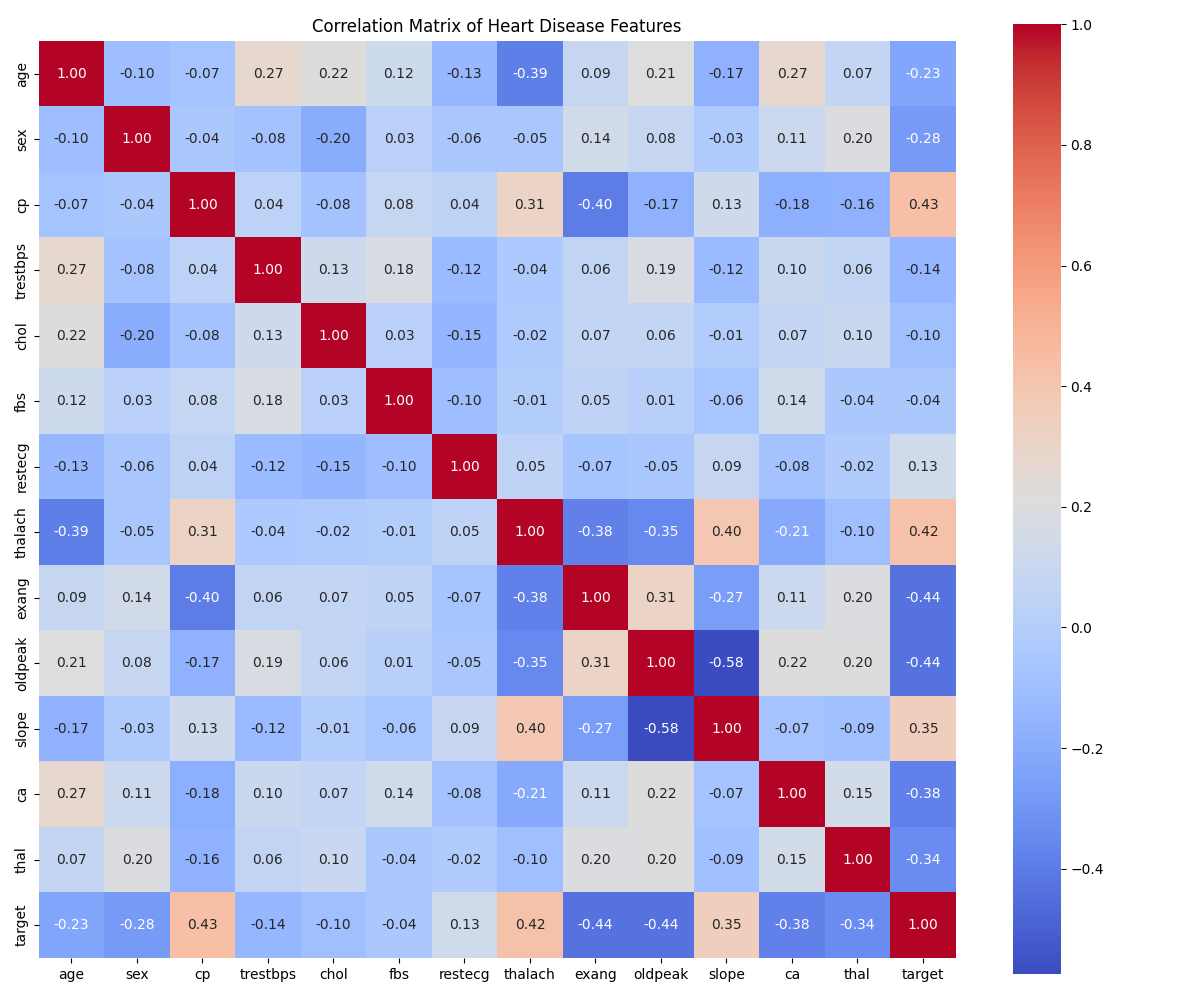 Correlation Matrix of Heart Disease Features
age 1.00 -0.10 -0.07 0.27 0.22 0.12 -0.13 -0.39 0.09 0.21 -0.17 0.27 0.07 -0.23
sex -0.10 1.00 -0.04 -0.08 -0.20 0.03 -0.06 -0.05 0.14 0.08 -0.03 0.11 0.20 -0.28
cp -0.07 -0.04 1.00 0.04 -0.08 0.08 0.04 0.31 -0.40 -0.17 0.13 -0.18 -0.16 0.43
trestbps 0.27 -0.08 0.04 1.00 0.13 0.18 -0.12 -0.04 0.06 0.19 -0.12 0.10 0.06 -0.14
chol 0.22 -0.20 -0.08 0.13 1.00 0.03 -0.15 -0.02 0.07 0.06 -0.01 0.07 0.10 -0.10
fbs 0.12 0.03 0.08 0.18 0.03 1.00 -0.10 -0.01 0.05 0.01 -0.06 0.14 -0.04 -0.04
restecg -0.13 -0.06 0.04 -0.12 -0.15 -0.10 1.00 0.05 -0.07 -0.05 0.09 -0.08 -0.02 0.13
thalach -0.39 -0.05 0.31 -0.04 -0.02 -0.01 0.05 1.00 -0.38 -0.35 0.40 -0.21 -0.10 0.42
exang 0.09 0.14 -0.40 0.06 0.07 0.05 -0.07 -0.38 1.00 0.31 -0.27 0.11 0.20 -0.44
oldpeak 0.21 0.08 -0.17 0.19 0.06 0.01 -0.05 -0.35 0.31 1.00 -0.58 0.22 0.20 -0.44
slope -0.17 -0.03 0.13 -0.12 -0.01 -0.06 0.09 0.40 -0.27 -0.58 1.00 -0.07 -0.09 0.35
ca 0.27 0.11 -0.18 0.10 0.07 0.14 -0.08 -0.21 0.11 0.22 -0.07 1.00 0.15 -0.38
thal 0.07 0.20 -0.16 0.06 0.10 -0.04 -0.02 -0.10 0.20 0.20 -0.09 0.15 1.00 -0.34
target -0.23 -0.28 0.43 -0.14 -0.10 -0.04 0.13 0.42 -0.44 -0.44 0.35 -0.38 -0.34 1.00
age sex cp trestbps chol fbs restecg thalach exang oldpeak slope ca thal target
1.0
0.8
0.6
0.4
0.2
0.0
−0.2
−0.4